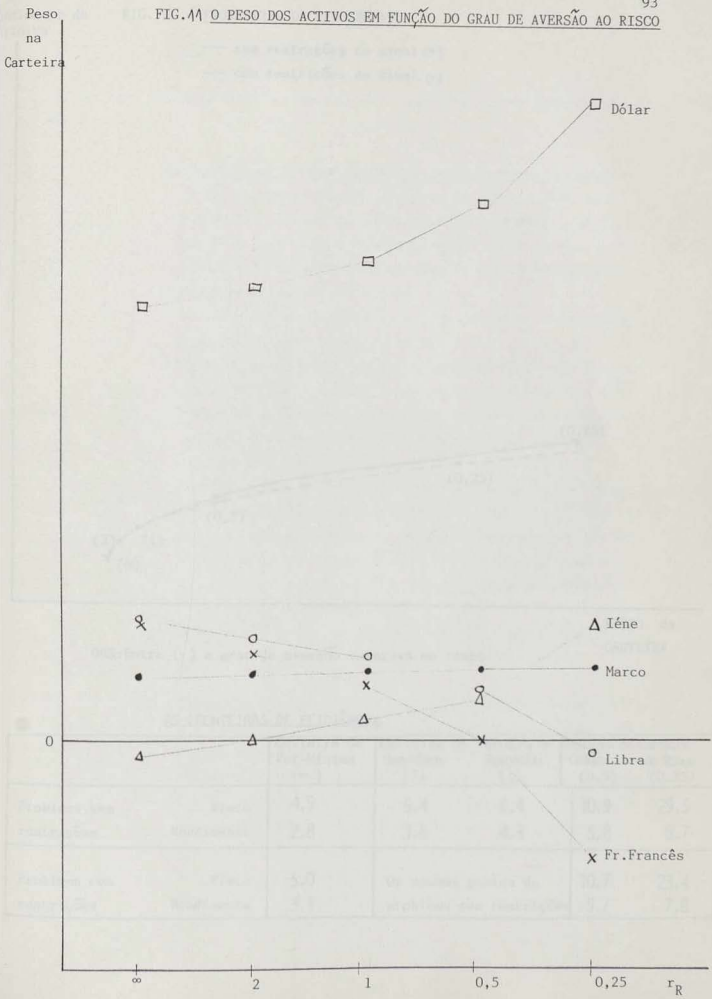 93
FIG.11 O PESO DOS ACTIVOS EM FUNÇÃO DO GRAU DE AVERSÃO AO RISCO
Peso
na
Carteira
Dólar
Iéne
Marco
0
Libra
Fr.Francês
∞ 2 1 0,5 0,25 r_R